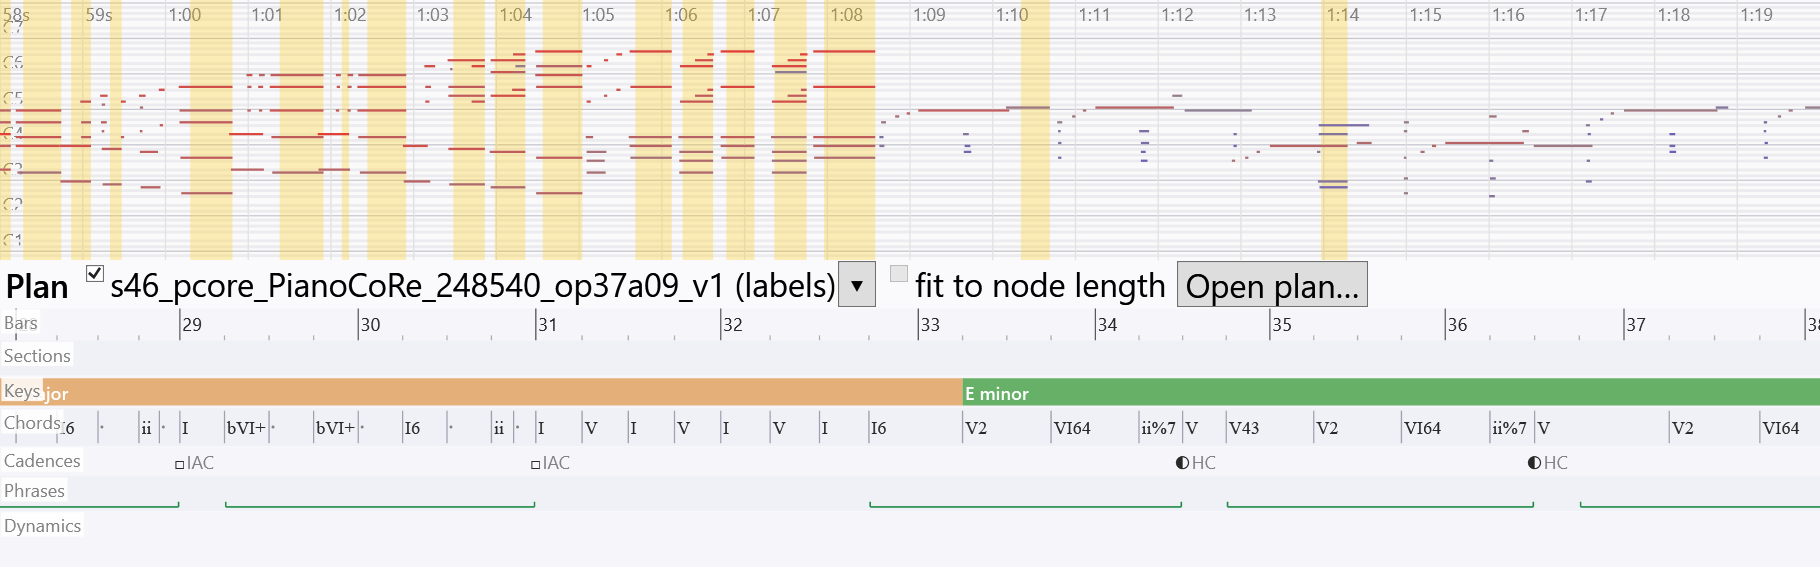 58s 59s 1:00 1:01 1:02 1:03 1:04 1:05 1:06 1:07 1:08 1:09 1:10 1:11 1:12 1:13 1:14 1:15 1:16 1:17 1:18 1:19
C7
C6
C5
C4
C3
C2
C1
Plan s46_pcore_PianoCoRe_248540_op37a09_v1 (labels) ▼ fit to node length Open plan...
Bars 29 30 31 32 33 34 35 36 37 38
Sections
Keys jor E minor
Chords I6 · ii · I bVI+ · bVI+ · I6 · ii · I V I V I V I I6 V2 VI64 ii%7 V V43 V2 VI64 ii%7 V V2 VI64
Cadences IAC IAC HC HC
Phrases
Dynamics